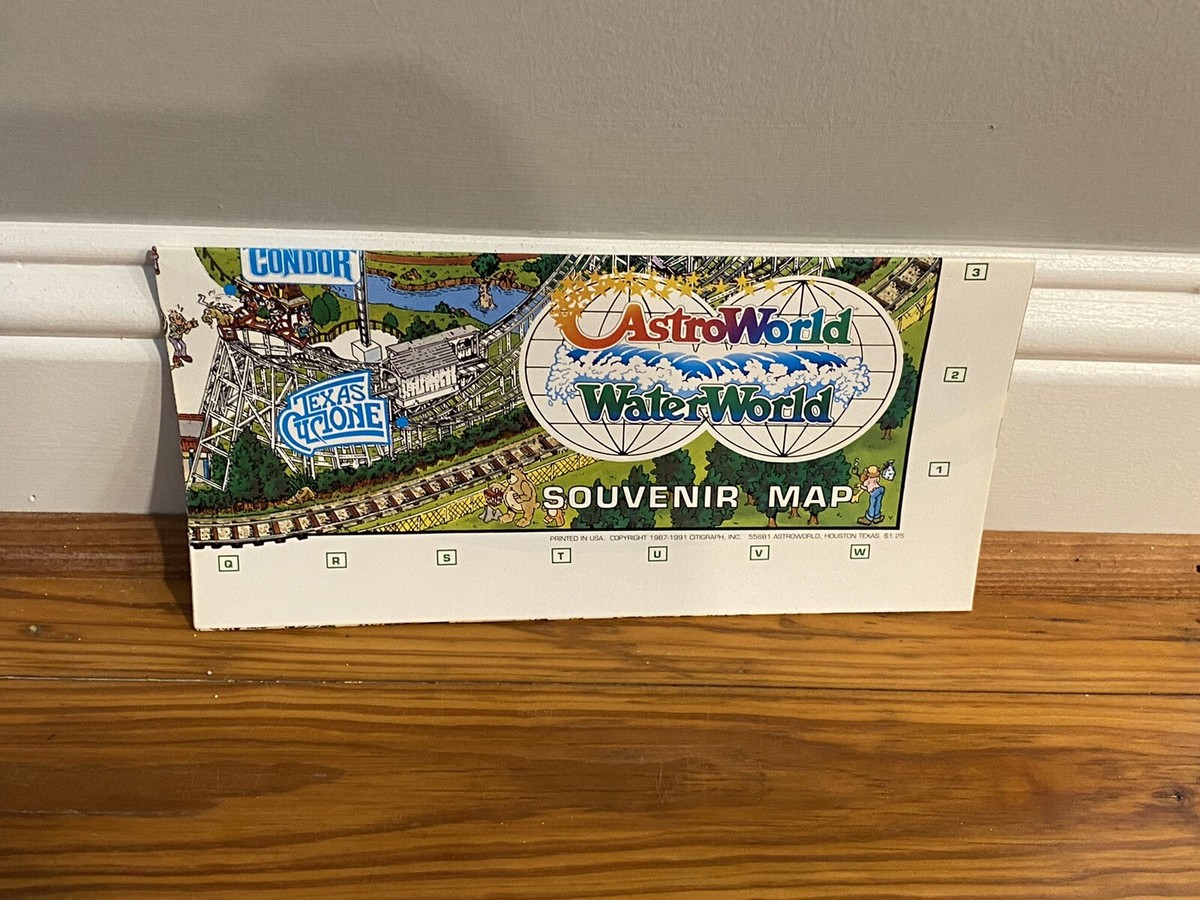 CONDOR
AstroWorld
WaterWorld
TEXAS
CYCLONE
SOUVENIR MAP
PRINTED IN USA. COPYRIGHT 1987-1991 CITIGRAPH, INC. 55681 ASTROWORLD, HOUSTON TEXAS $1.25
3
2
1
Q R S T U V W